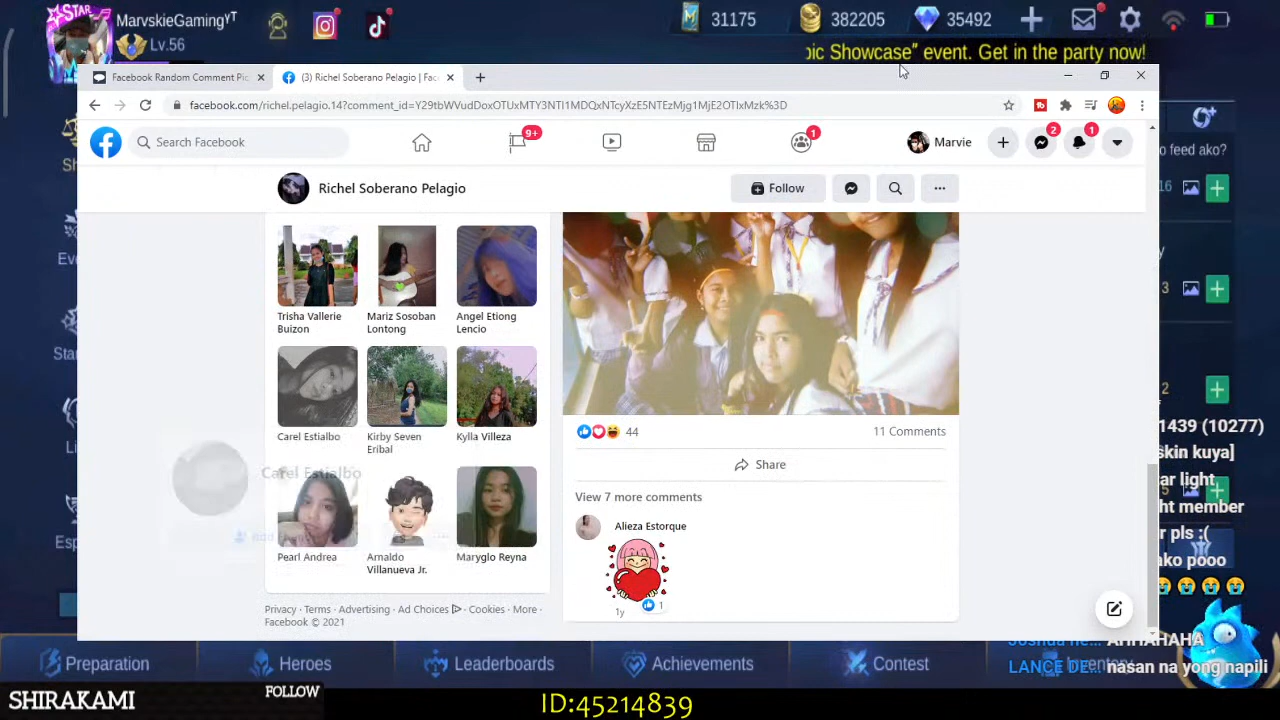 MarvskieGamingYT
Lv.56
31175
382205
35492
pic Showcase" event. Get in the party now!
Facebook Random Comment Pic
(3) Richel Soberano Pelagio | Fac
facebook.com/richel.pelagio.14?comment_id=Y29tbWVudDoxOTUxMTY3NTI1MDQxNTcyXzE5NTEzMjg1MjE2OTIxMzk%3D
Search Facebook
9+
1
Marvie
2
1
Richel Soberano Pelagio
Follow
Trisha Vallerie
Buizon
Mariz Sosoban
Lontong
Angel Etiong
Lencio
Carel Estialbo
Kirby Seven
Eribal
Kylla Villeza
Carel Estialbo
Pearl Andrea
Arnaldo
Villanueva Jr.
Maryglo Reyna
Privacy · Terms · Advertising · Ad Choices · Cookies · More ·
Facebook © 2021
44
11 Comments
Share
View 7 more comments
Alieza Estorque
1y
1
o feed ako?
16
3
2
1439 (10277)
skin kuya]
ar light
5
ht member
r pls :(
ako pooo
AHHAHAHA
LANCE DE... nasan na yong napili
Preparation
Heroes
Leaderboards
Achievements
Contest
SHIRAKAMI
FOLLOW
ID:45214839